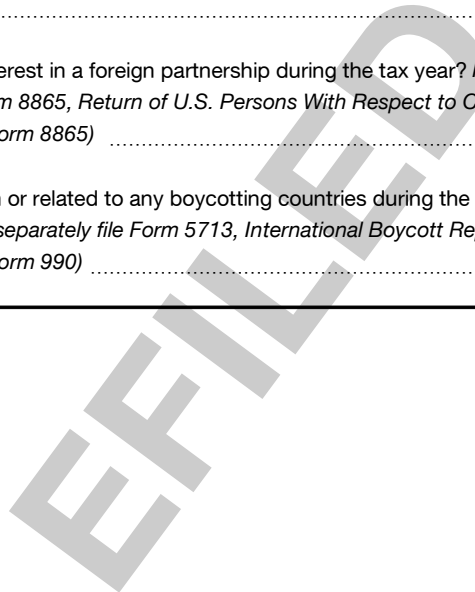 erest in a foreign partnership during the tax year?
m 8865, Return of U.S. Persons With Respect to C
orm 8865)
or related to any boycotting countries during the
separately file Form 5713, International Boycott Re
orm 990)
EFILED